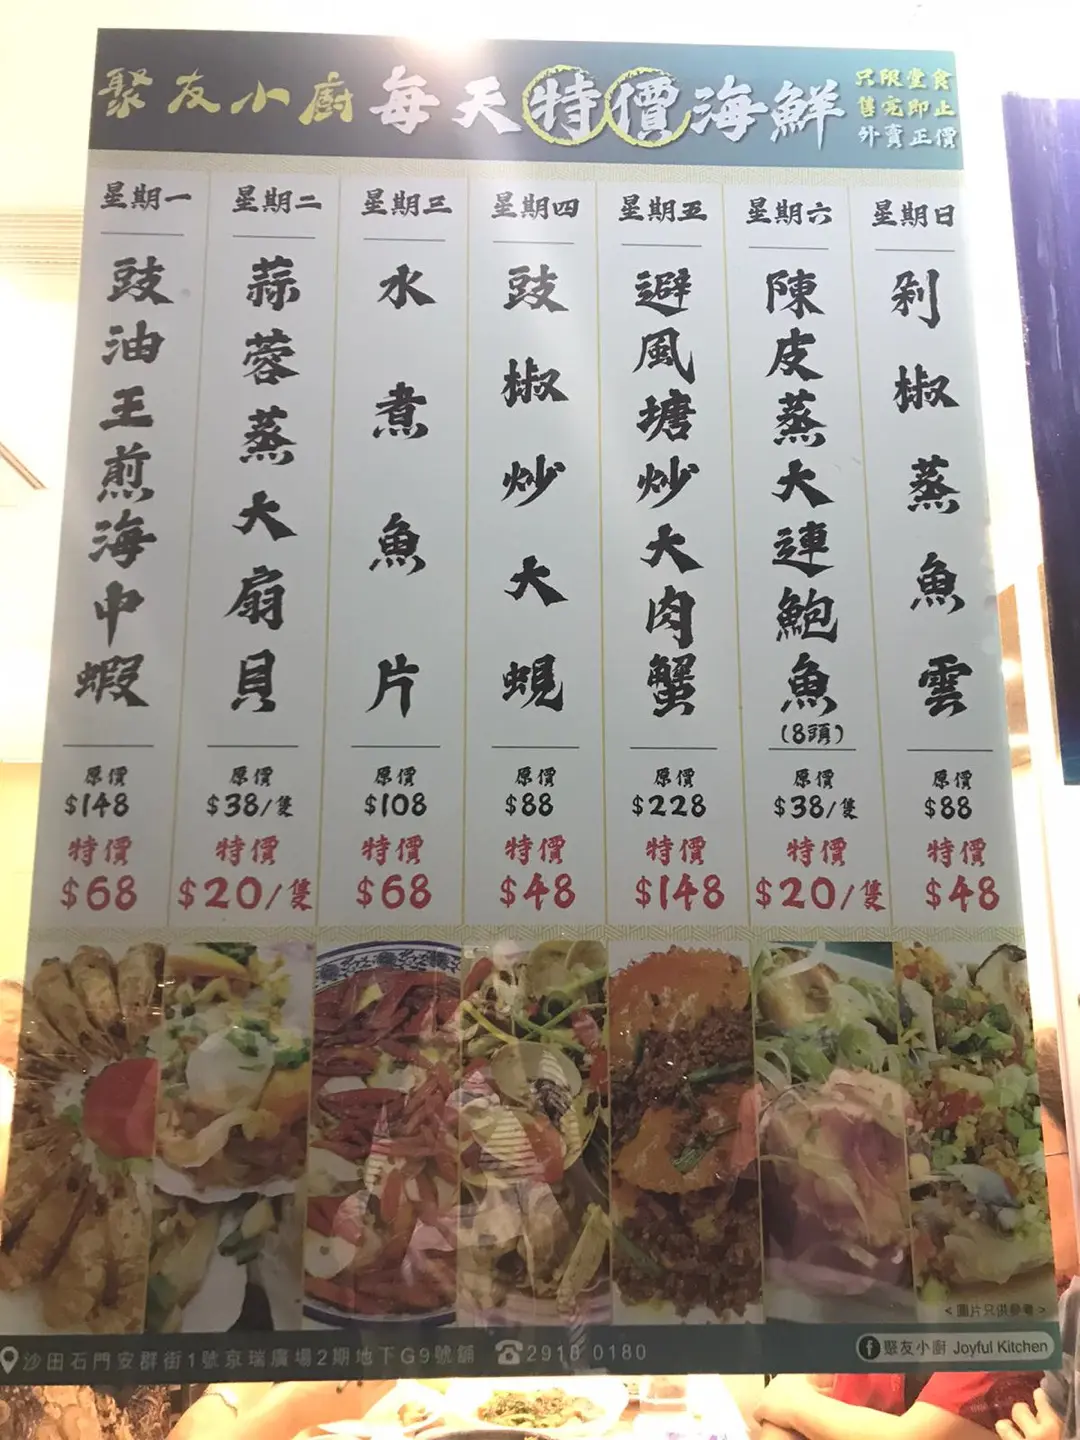 聚友小廚 每天特價海鮮
只限堂食
售完即止
外賣正價
星期一
豉油王煎海中蝦
原價
$148
特價
$68
星期二
蒜蓉蒸大扇貝
原價
$38/隻
特價
$20/隻
星期三
水煮魚片
原價
$108
特價
$68
星期四
豉椒炒大蜆
原價
$88
特價
$48
星期五
避風塘炒大肉蟹
原價
$228
特價
$148
星期六
陳皮蒸大連鮑魚
(8頭)
原價
$38/隻
特價
$20/隻
星期日
剁椒蒸魚雲
原價
$88
特價
$48
<圖片只供參考>
沙田石門安群街1號京瑞廣場2期地下G9號舖 ☎2910 0180
f 聚友小廚 Joyful Kitchen